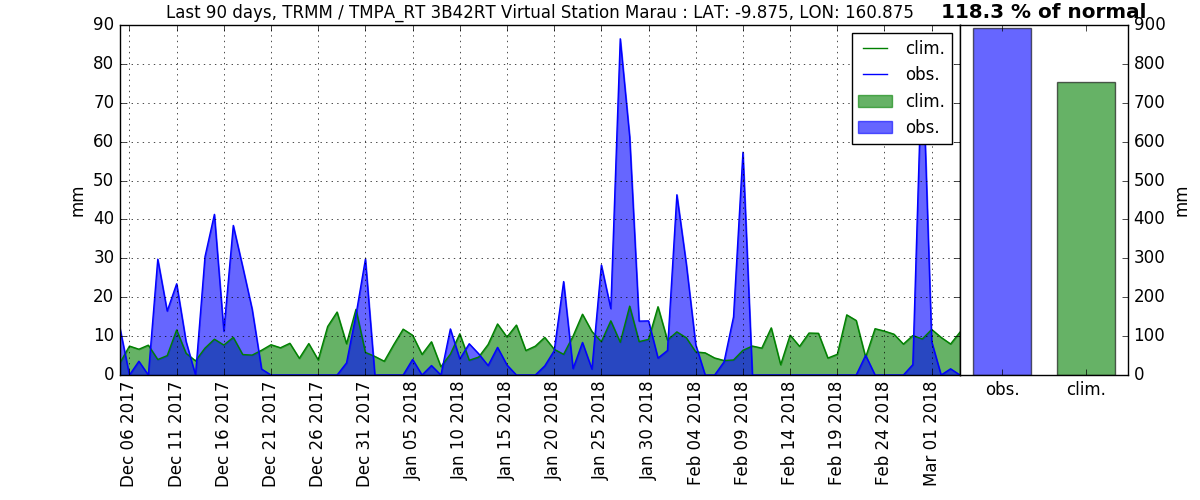 Last 90 days, TRMM / TMPA_RT 3B42RT Virtual Station Marau : LAT: -9.875, LON: 160.875
118.3 % of normal
90
80
70
60
50
40
30
20
10
0
mm
clim.
obs.
clim.
obs.
Dec 06 2017
Dec 11 2017
Dec 16 2017
Dec 21 2017
Dec 26 2017
Dec 31 2017
Jan 05 2018
Jan 10 2018
Jan 15 2018
Jan 20 2018
Jan 25 2018
Jan 30 2018
Feb 04 2018
Feb 09 2018
Feb 14 2018
Feb 19 2018
Feb 24 2018
Mar 01 2018
900
800
700
600
500
400
300
200
100
0
mm
obs.
clim.